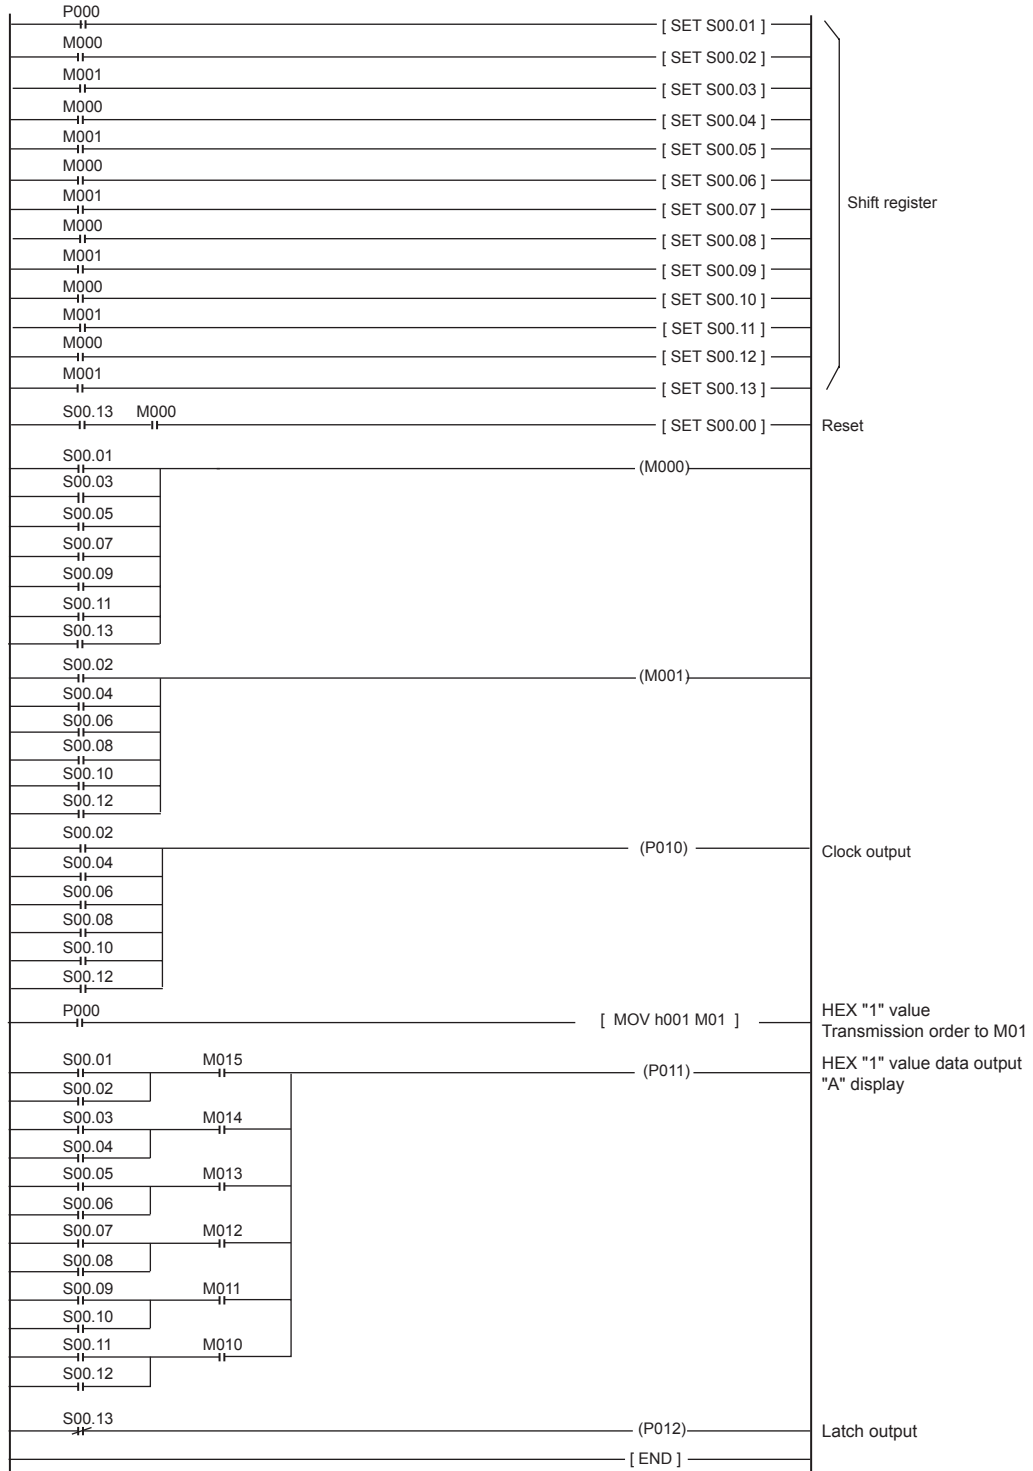 P000
[ SET S00.01 ]
M000
[ SET S00.02 ]
M001
[ SET S00.03 ]
M000
[ SET S00.04 ]
M001
[ SET S00.05 ]
M000
[ SET S00.06 ]
M001
[ SET S00.07 ]
Shift register
M000
[ SET S00.08 ]
M001
[ SET S00.09 ]
M000
[ SET S00.10 ]
M001
[ SET S00.11 ]
M000
[ SET S00.12 ]
M001
[ SET S00.13 ]
S00.13 M000
[ SET S00.00 ] Reset
S00.01
(M000)
S00.03
S00.05
S00.07
S00.09
S00.11
S00.13
S00.02
(M001)
S00.04
S00.06
S00.08
S00.10
S00.12
S00.02
(P010) Clock output
S00.04
S00.06
S00.08
S00.10
S00.12
P000
[ MOV h001 M01 ]
HEX "1" value
Transmission order to M01
S00.01 M015
(P011)
HEX "1" value data output
"A" display
S00.02
S00.03 M014
S00.04
S00.05 M013
S00.06
S00.07 M012
S00.08
S00.09 M011
S00.10
S00.11 M010
S00.12
S00.13
(P012) Latch output
[ END ]